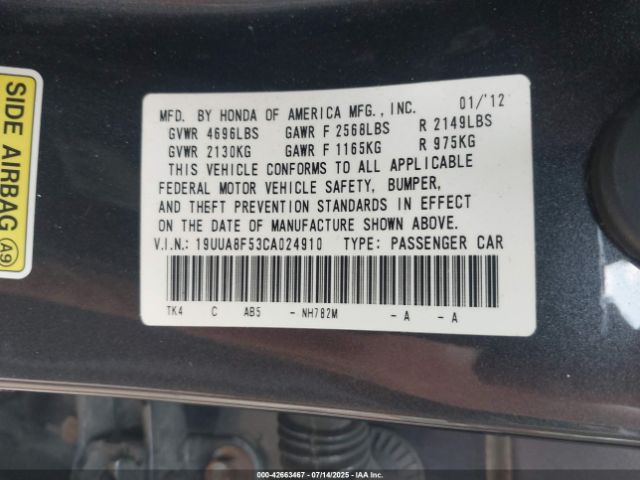 SIDE AIRBAG A9
MFD. BY HONDA OF AMERICA MFG., INC. 01/'12
GVWR 4696LBS GAWR F 2568LBS R 2149LBS
GVWR 2130KG GAWR F 1165KG R 975KG
THIS VEHICLE CONFORMS TO ALL APPLICABLE
FEDERAL MOTOR VEHICLE SAFETY, BUMPER,
AND THEFT PREVENTION STANDARDS IN EFFECT
ON THE DATE OF MANUFACTURE SHOWN ABOVE.
V.I.N.: 19UUA8F53CA024910 TYPE: PASSENGER CAR
TK4 C AB5 - NH782M - A - A
000-42663467 - 07/14/2025 - IAAI.COM